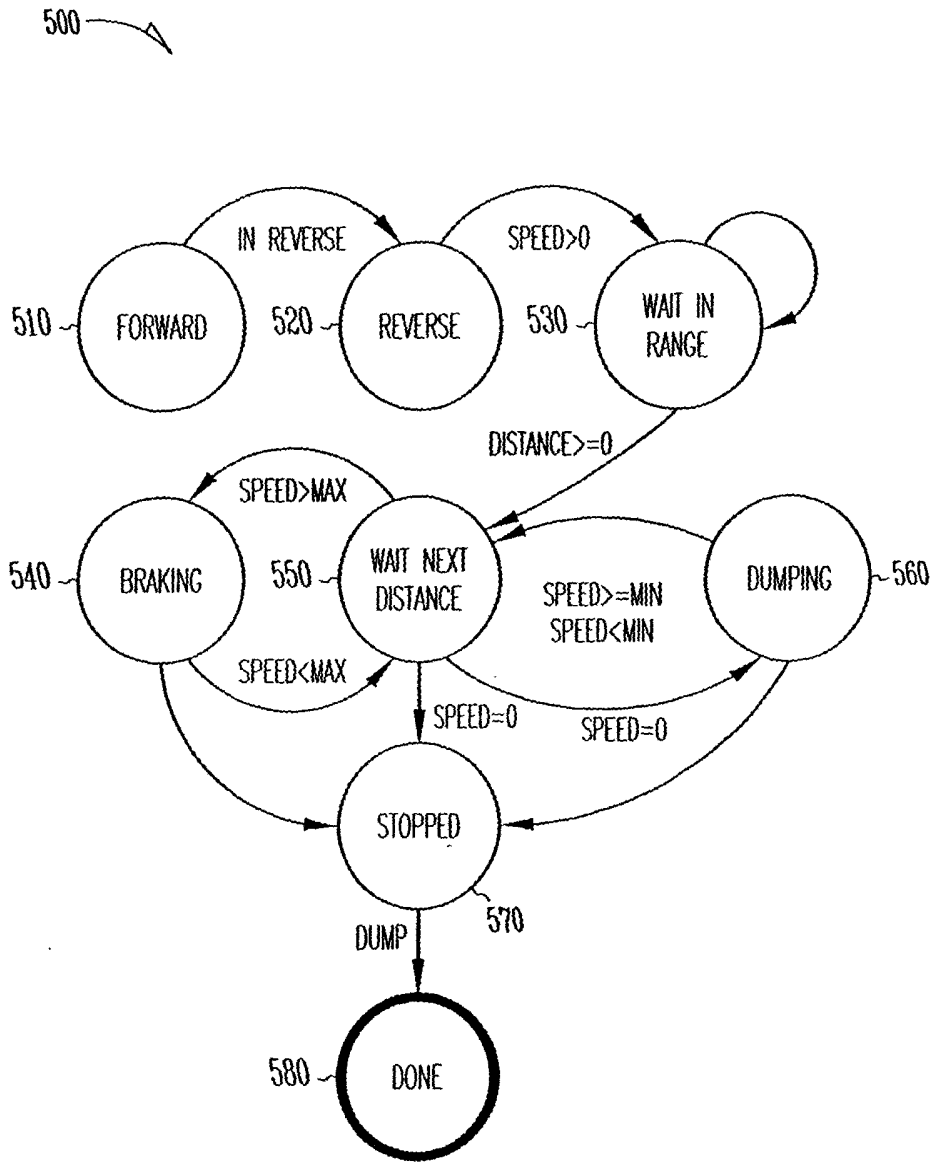 500
IN REVERSE
SPEED>0
510
FORWARD
520
REVERSE
530
WAIT IN
RANGE
DISTANCE>=0
SPEED>MAX
540
BRAKING
550
WAIT NEXT
DISTANCE
SPEED>=MIN
SPEED<MIN
DUMPING
560
SPEED<MAX
SPEED=0
SPEED=0
STOPPED
570
DUMP
580
DONE